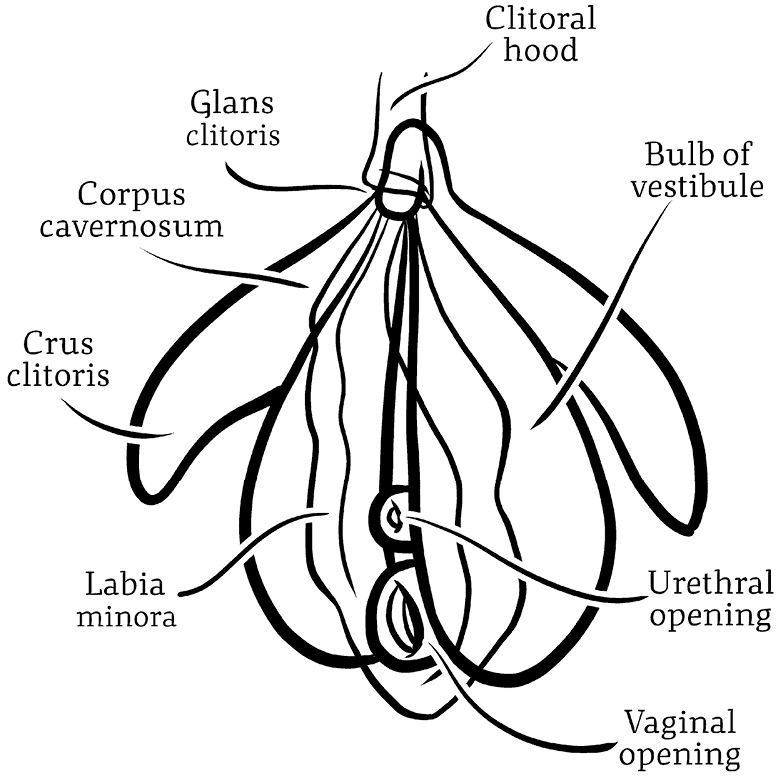 Clitoral
hood
Glans
clitoris
Bulb of
vestibule
Corpus
cavernosum
Crus
clitoris
Labia
minora
Urethral
opening
Vaginal
opening